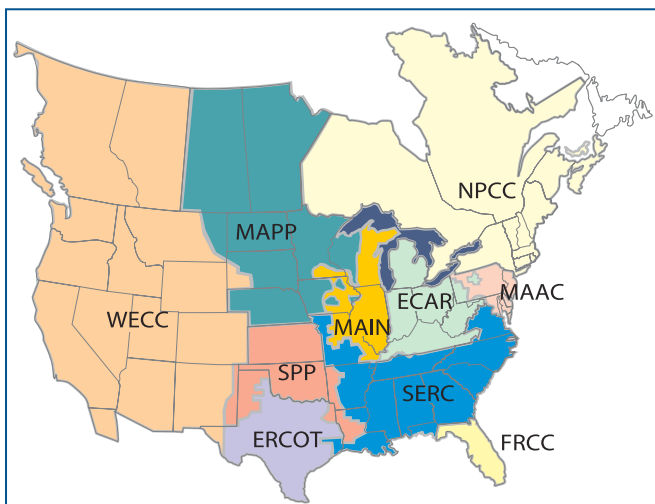 NPCC
MAPP
MAAC
ECAR
WECC
MAIN
SPP
SERC
ERCOT
FRCC